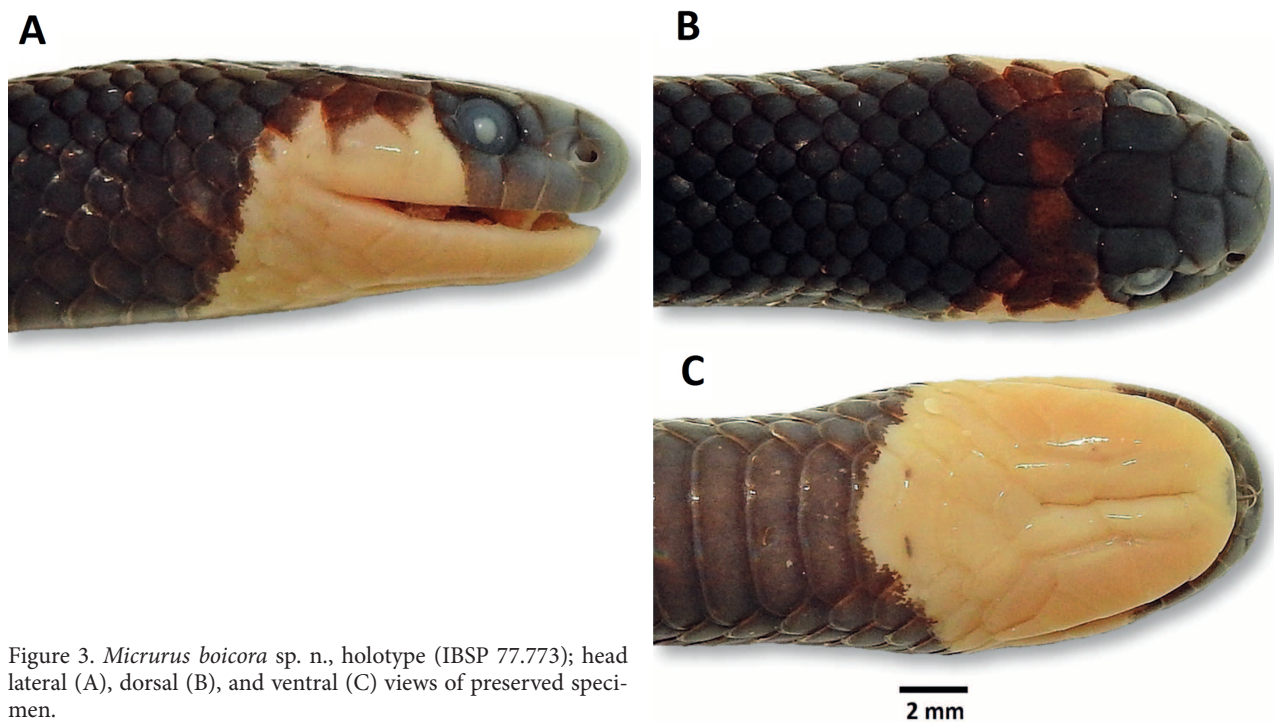 A
B
C
Figure 3. Micrurus boicora sp. n., holotype (IBSP 77.773); head
lateral (A), dorsal (B), and ventral (C) views of preserved speci-
men.
2 mm